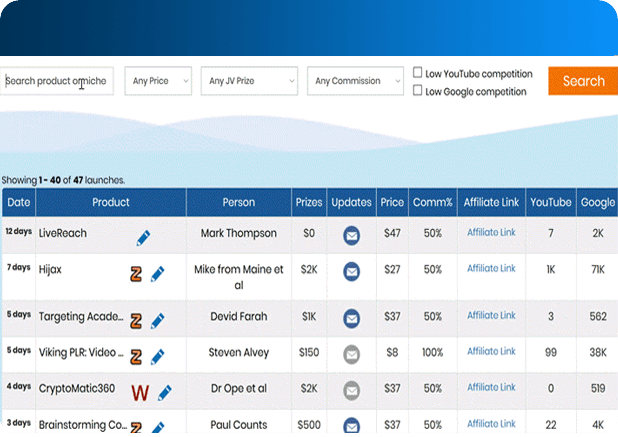 Search product or niche Any Price Any JV Prize Any Commission Low YouTube competition Search
Low Google competition
Showing 1 - 40 of 47 launches.
Date Product Person Prizes Updates Price Comm% Affiliate Link YouTube Google
12 days LiveReach Mark Thompson $0 $47 50% Affiliate Link 7 2K
7 days Hijax Z Mike from Maine et al $2K $27 50% Affiliate Link 1K 71K
5 days Targeting Acade... Z Devid Farah $1K $37 50% Affiliate Link 3 562
5 days Viking PLR: Video ... Z Steven Alvey $150 $8 100% Affiliate Link 99 38K
4 days CryptoMatic360 W Dr Ope et al $2K $37 50% Affiliate Link 0 519
3 days Brainstorming Co... Z Paul Counts $500 $37 50% Affiliate Link 22 4K